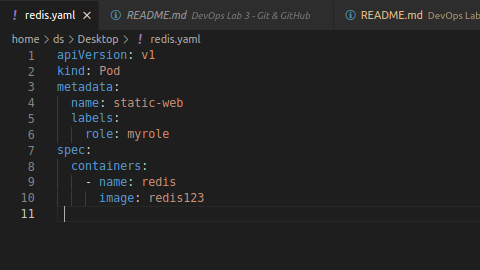 ! redis.yaml × ⓘ README.md DevOps Lab 3 - Git & GitHub ⓘ README.md DevOps Lab
home > ds > Desktop > ! redis.yaml
1 apiVersion: v1
2 kind: Pod
3 metadata:
4 name: static-web
5 labels:
6 role: myrole
7 spec:
8 containers:
9 - name: redis
10 image: redis123
11